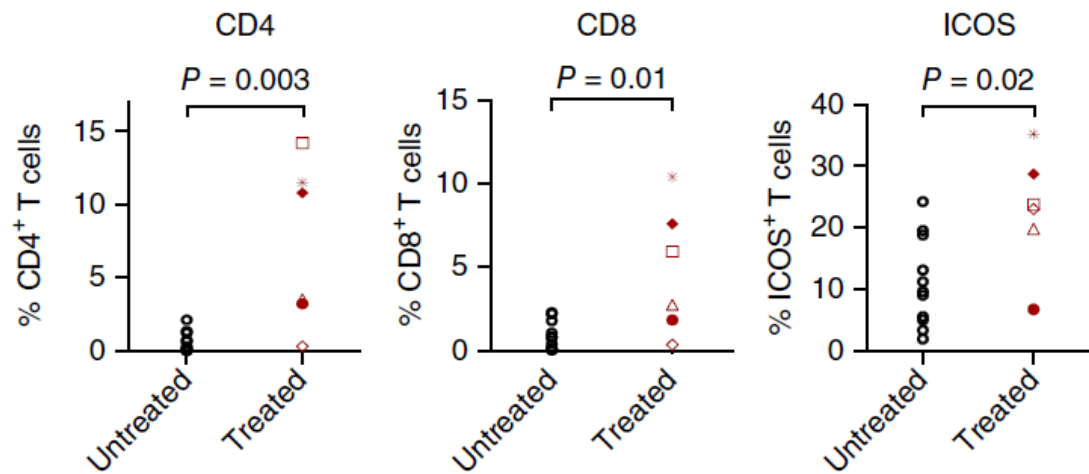 CD4
P = 0.003
% CD4⁺ T cells
15
10
5
0
Untreated
Treated
CD8
P = 0.01
% CD8⁺ T cells
15
10
5
0
Untreated
Treated
ICOS
P = 0.02
% ICOS⁺ T cells
40
30
20
10
0
Untreated
Treated